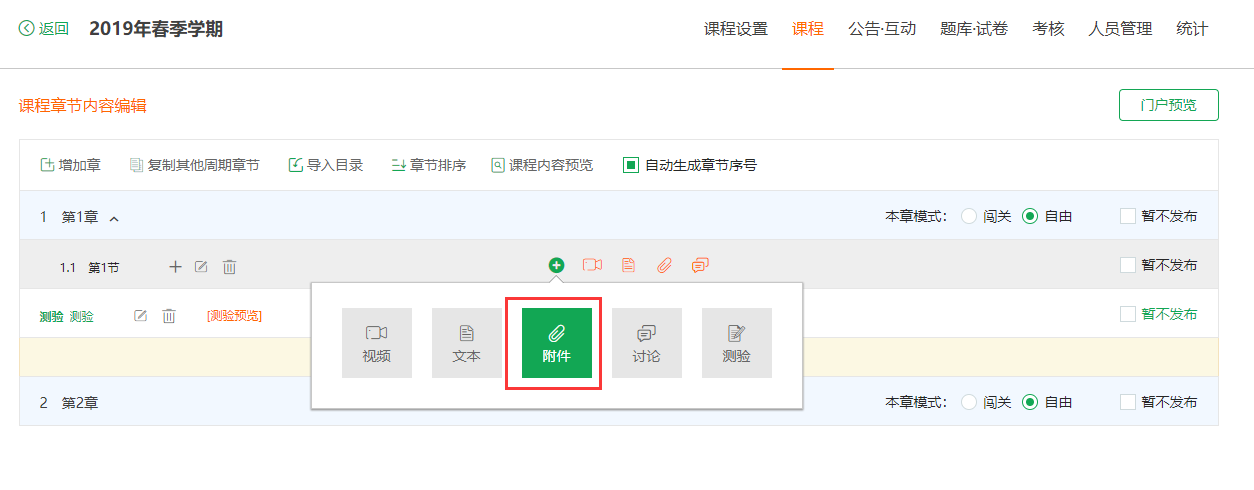 返回 2019年春季学期 课程设置 课程 公告·互动 题库·试卷 考核 人员管理 统计
课程章节内容编辑 门户预览
增加章 复制其他周期章节 导入目录 章节排序 课程内容预览 自动生成章节序号
1 第1章 本章模式: 闯关 自由 暂不发布
1.1 第1节 暂不发布
测验 测验 [测验预览] 暂不发布
视频 文本 附件 讨论 测验
2 第2章 本章模式: 闯关 自由 暂不发布